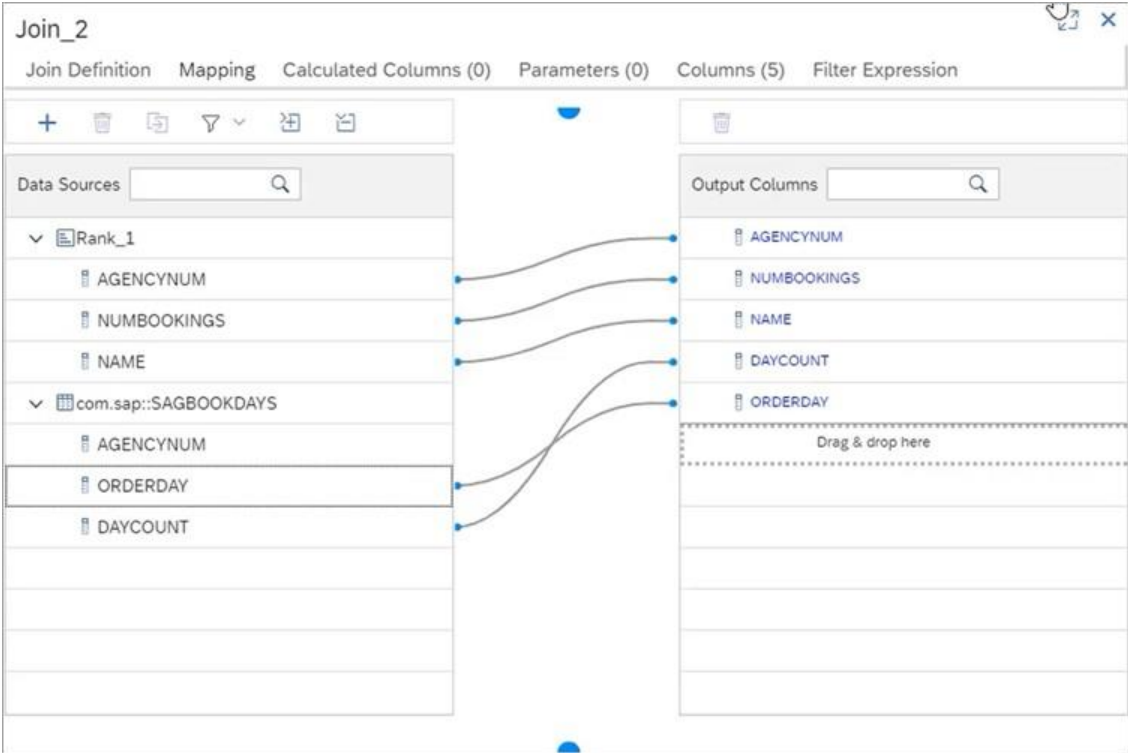 Join_2
Join Definition Mapping Calculated Columns (0) Parameters (0) Columns (5) Filter Expression
Data Sources
Output Columns
Rank_1
AGENCYNUM
AGENCYNUM
NUMBOOKINGS
NUMBOOKINGS
NAME
NAME
com.sap::SAGBOOKDAYS
DAYCOUNT
AGENCYNUM
ORDERDAY
ORDERDAY
Drag & drop here
DAYCOUNT